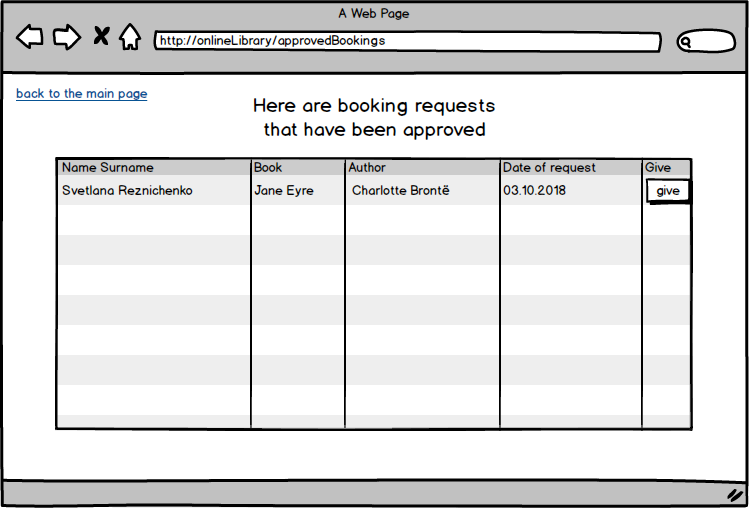 A Web Page
http://onlineLibrary/approvedBookings
back to the main page
Here are booking requests
that have been approved
Name Surname Book Author Date of request Give
Svetlana Reznichenko Jane Eyre Charlotte Brontë 03.10.2018 give